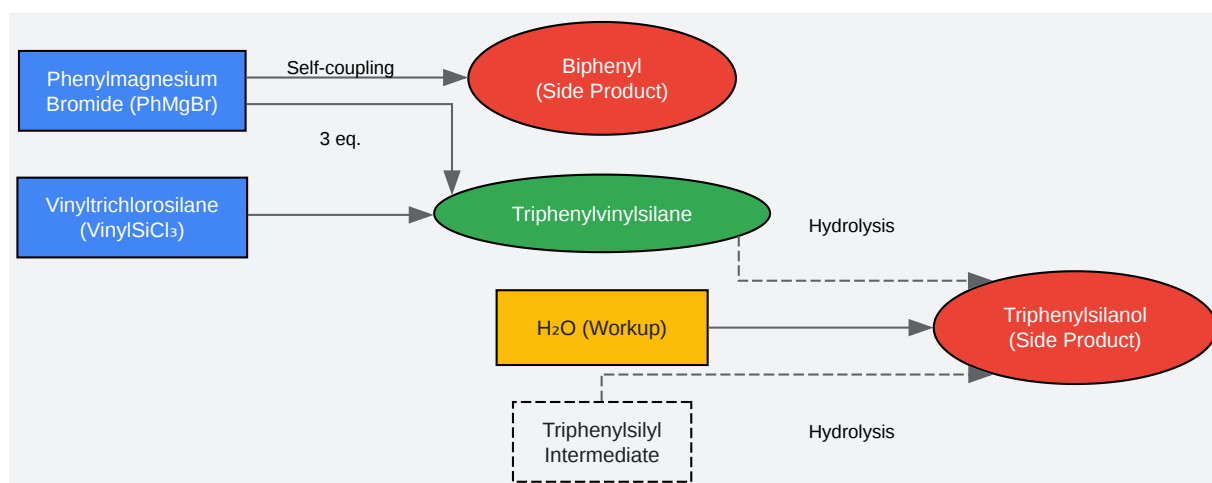 Phenylmagnesium
Bromide (PhMgBr)
Self-coupling
Biphenyl
(Side Product)
3 eq.
Vinyltrichlorosilane
(VinylSiCl₃)
Triphenylvinylsilane
Hydrolysis
H₂O (Workup)
Triphenylsilanol
(Side Product)
Triphenylsilyl
Intermediate
Hydrolysis